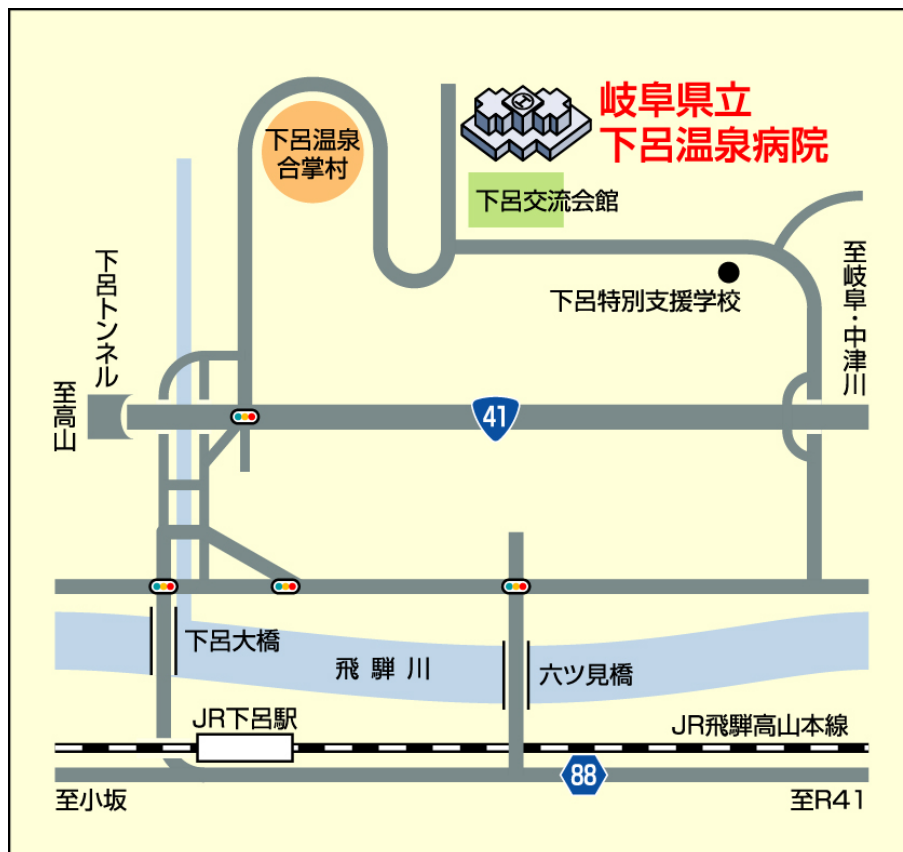 岐阜県立
下呂温泉病院
下呂温泉
合掌村
下呂交流会館
下呂特別支援学校
至岐阜・中津川
下呂トンネル
至高山
41
下呂大橋
飛騨川
六ツ見橋
JR下呂駅
JR飛騨高山本線
88
至小坂
至R41